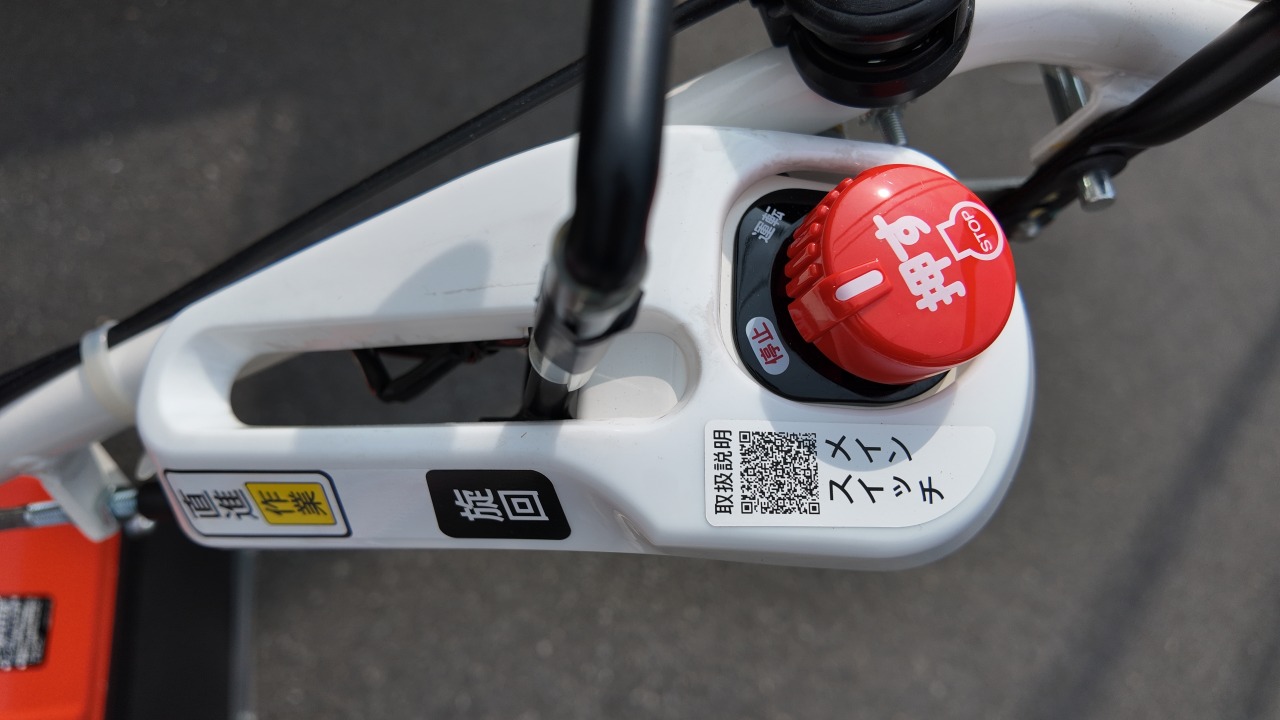 運転
停止
押す
STOP
取扱説明
メイン
スイッチ
直進
作業
旋回